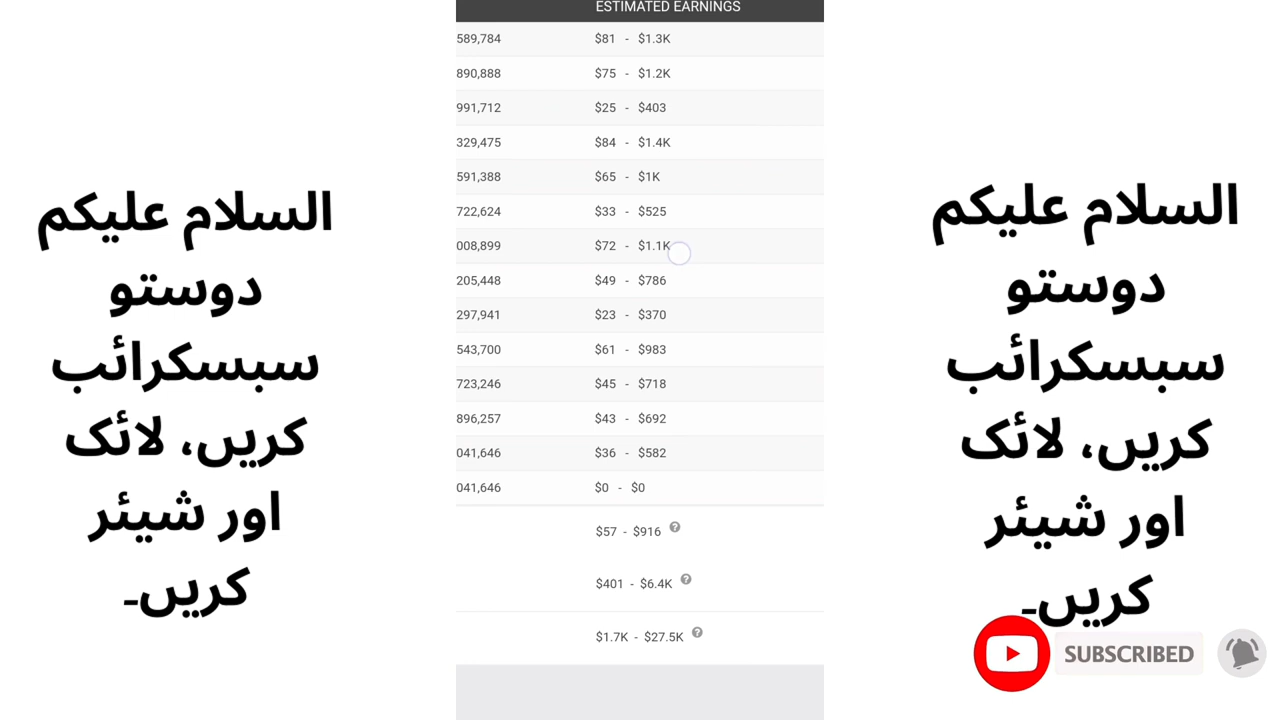 السلام علیکم
دوستو
سبسکرائب
کریں، لائک
اور شیئر
کریں۔
ESTIMATED EARNINGS
589,784 $81 - $1.3K
890,888 $75 - $1.2K
991,712 $25 - $403
329,475 $84 - $1.4K
591,388 $65 - $1K
722,624 $33 - $525
008,899 $72 - $1.1K
205,448 $49 - $786
297,941 $23 - $370
543,700 $61 - $983
723,246 $45 - $718
896,257 $43 - $692
041,646 $36 - $582
041,646 $0 - $0
$57 - $916 ?
$401 - $6.4K ?
$1.7K - $27.5K ?
السلام علیکم
دوستو
سبسکرائب
کریں، لائک
اور شیئر
کریں۔
SUBSCRIBED